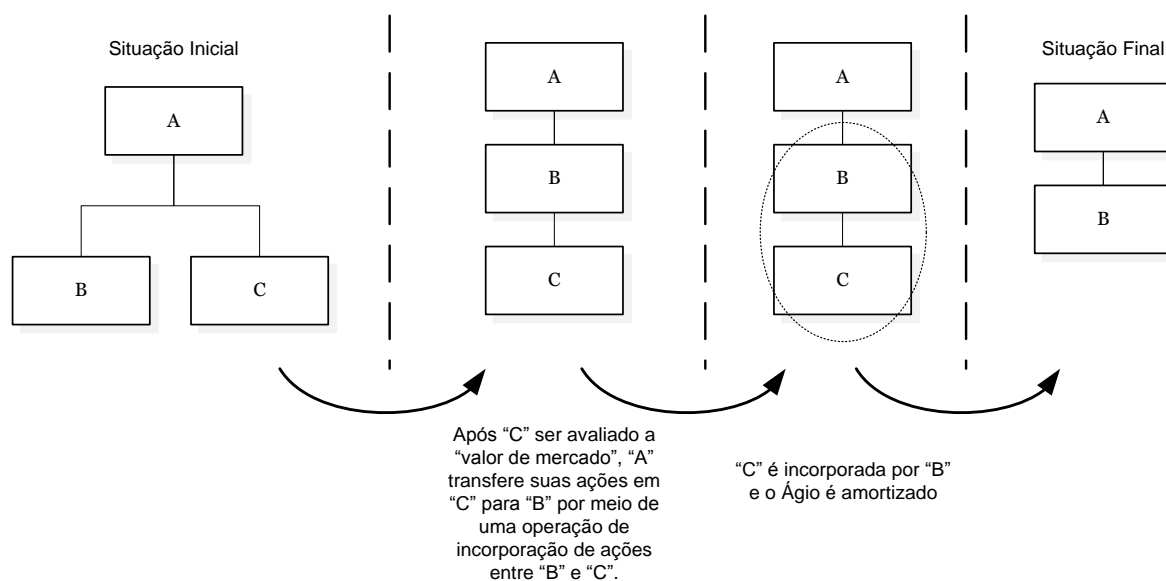 Situação Inicial
A
B
C
A
B
C
Após “C” ser avaliado a
“valor de mercado”, “A”
transfere suas ações em
“C” para “B” por meio de
uma operação de
incorporação de ações
entre “B” e “C”.
A
B
C
“C” é incorporada por “B”
e o Ágio é amortizado
Situação Final
A
B